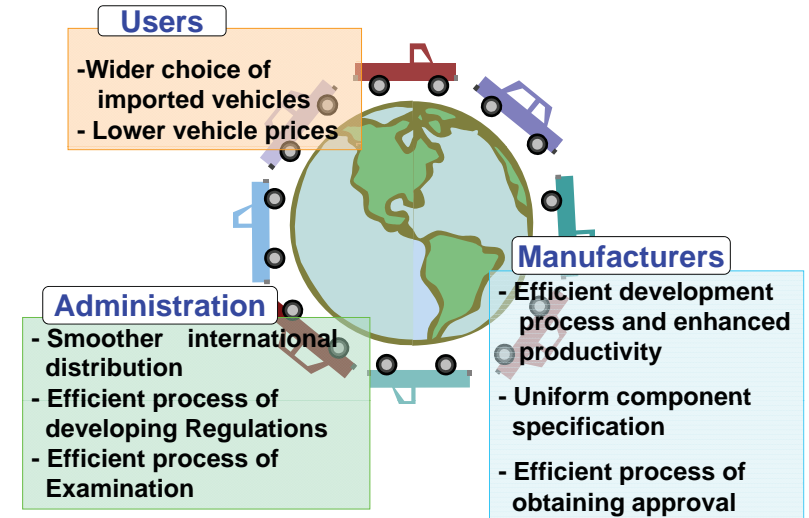 Users
-Wider choice of
imported vehicles
- Lower vehicle prices
Manufacturers
- Efficient development
process and enhanced
productivity
- Uniform component
specification
- Efficient process of
obtaining approval
Administration
- Smoother international
distribution
- Efficient process of
developing Regulations
- Efficient process of
Examination